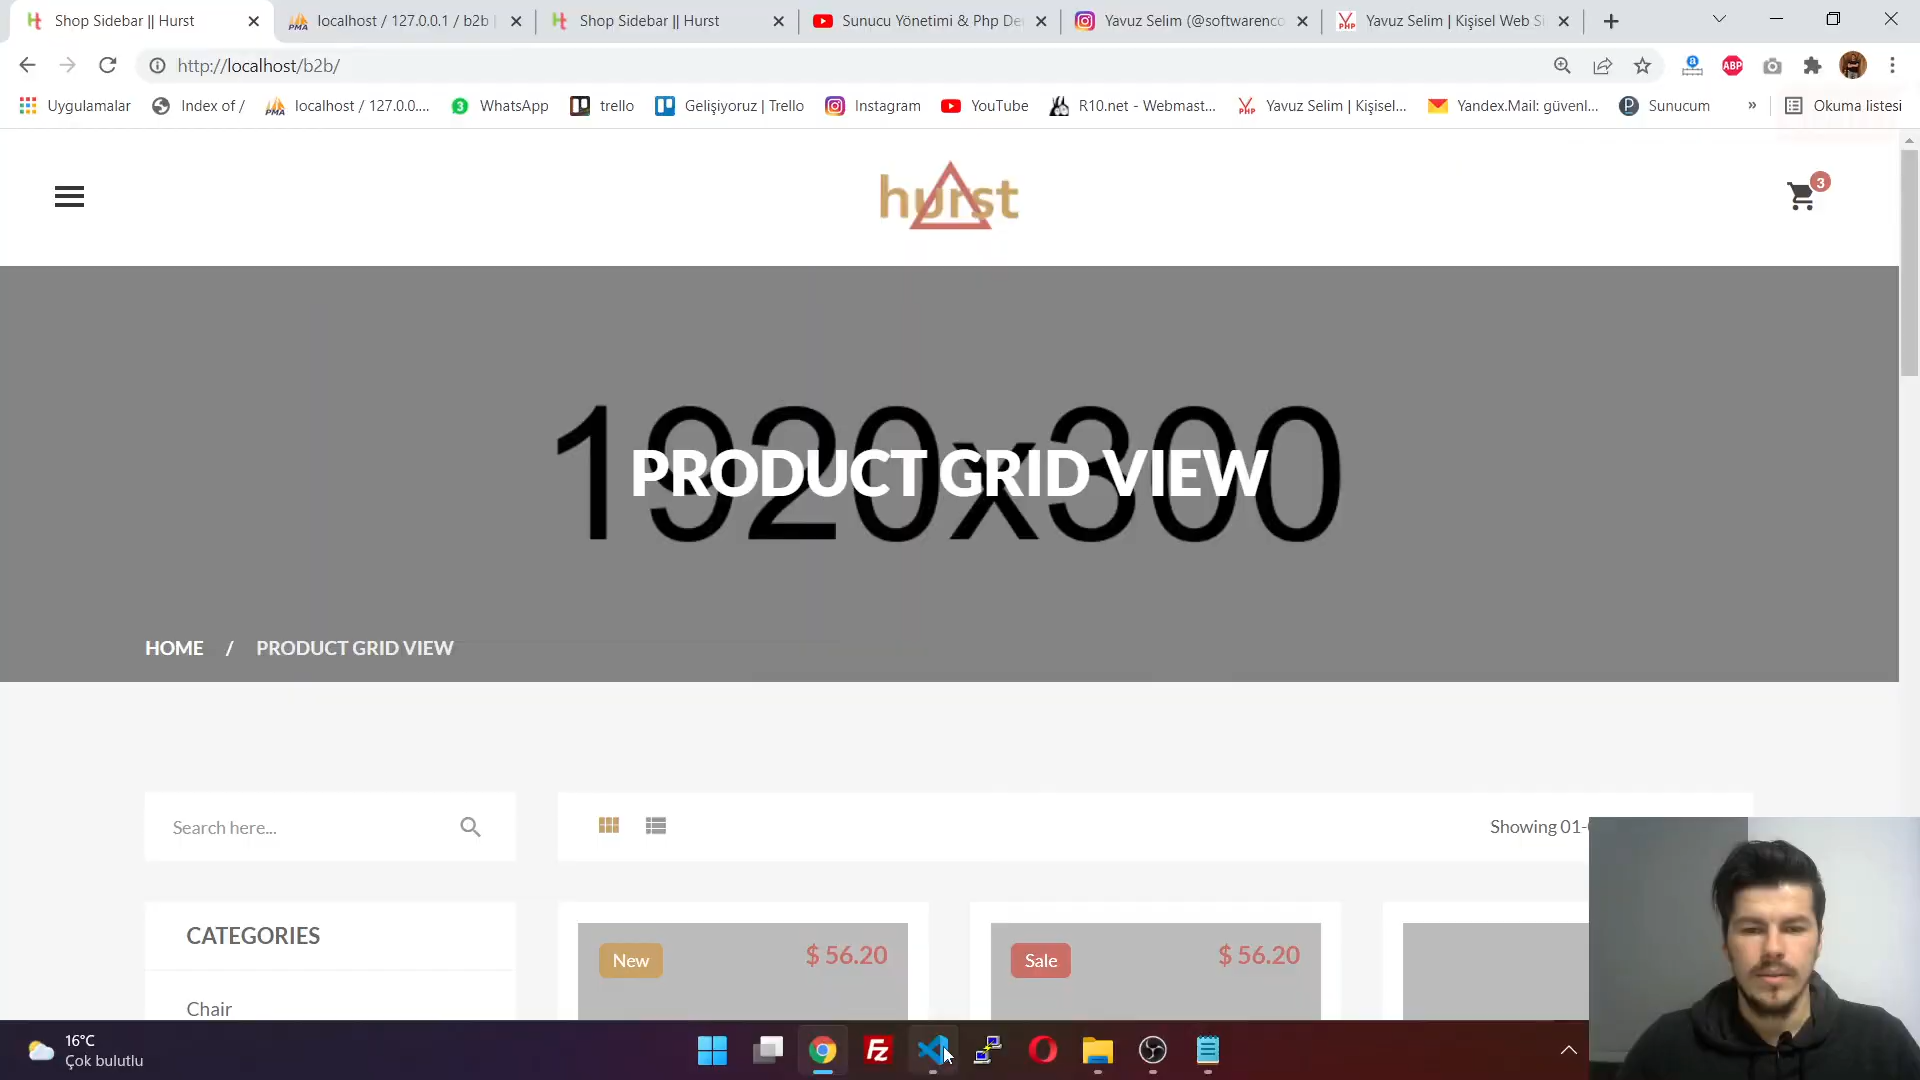 Shop Sidebar || Hurst
localhost / 127.0.0.1 / b2b |
Shop Sidebar || Hurst
Sunucu Yönetimi & Php De
Yavuz Selim (@softwarenco
Yavuz Selim | Kişisel Web Si
http://localhost/b2b/
ABP
Uygulamalar
Index of /
localhost / 127.0.0....
WhatsApp
trello
Gelişiyoruz | Trello
Instagram
YouTube
R10.net - Webmast...
Yavuz Selim | Kişisel...
Yandex.Mail: güvenl...
Sunucum
»
Okuma listesi
hurst
3
1920x300
PRODUCT GRID VIEW
HOME / PRODUCT GRID VIEW
Search here...
Showing 01-
CATEGORIES
New
$ 56.20
Sale
$ 56.20
Chair
16°C
Çok bulutlu